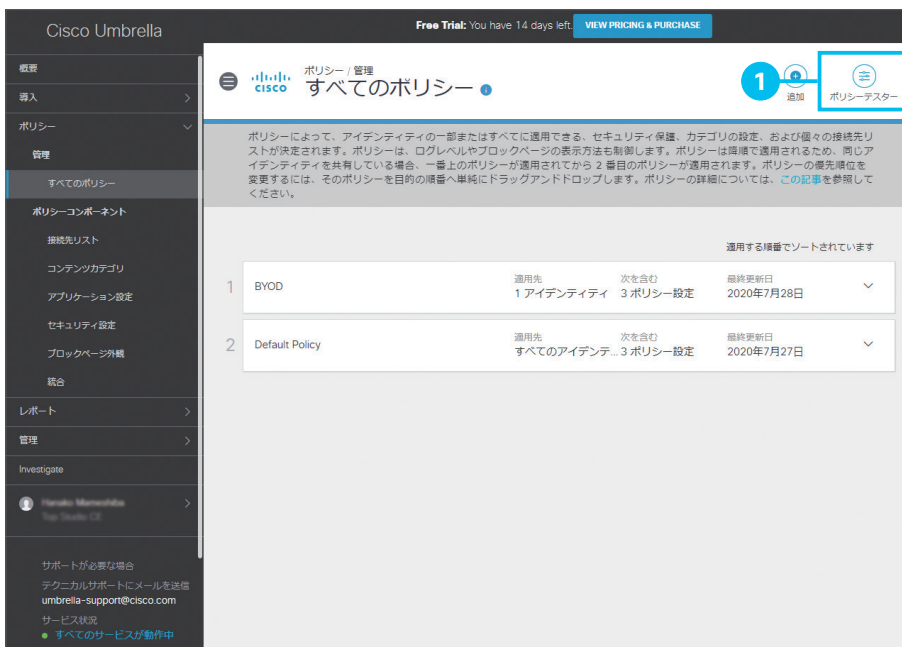 Cisco Umbrella
Free Trial: You have 14 days left. VIEW PRICING & PURCHASE
概要
導入
ポリシー
管理
すべてのポリシー
ポリシーコンポーネント
接続先リスト
コンテンツカテゴリ
アプリケーション設定
セキュリティ設定
ブロックページ外観
統合
レポート
管理
Investigate
Hanako Mameshiba
Top Studio CE
サポートが必要な場合
テクニカルサポートにメールを送信
umbrella-support@cisco.com
サービス状況
すべてのサービスが動作中
cisco
ポリシー / 管理
すべてのポリシー
1
追加
ポリシーテスター
ポリシーによって、アイデンティティの一部またはすべてに適用できる、セキュリティ保護、カテゴリの設定、および個々の接続先リ
ストが決定されます。ポリシーは、ログレベルやブロックページの表示方法も制御します。ポリシーは降順で適用されるため、同じア
イデンティティを共有している場合、一番上のポリシーが適用されてから 2 番目のポリシーが適用されます。ポリシーの優先順位を
変更するには、そのポリシーを目的の順番へ単純にドラッグアンドドロップします。ポリシーの詳細については、この記事を参照して
ください。
適用する順番でソートされています
1 BYOD
適用先 次を含む 最終更新日
1 アイデンティティ 3 ポリシー設定 2020年7月28日
2 Default Policy
適用先 次を含む 最終更新日
すべてのアイデンテ... 3 ポリシー設定 2020年7月27日